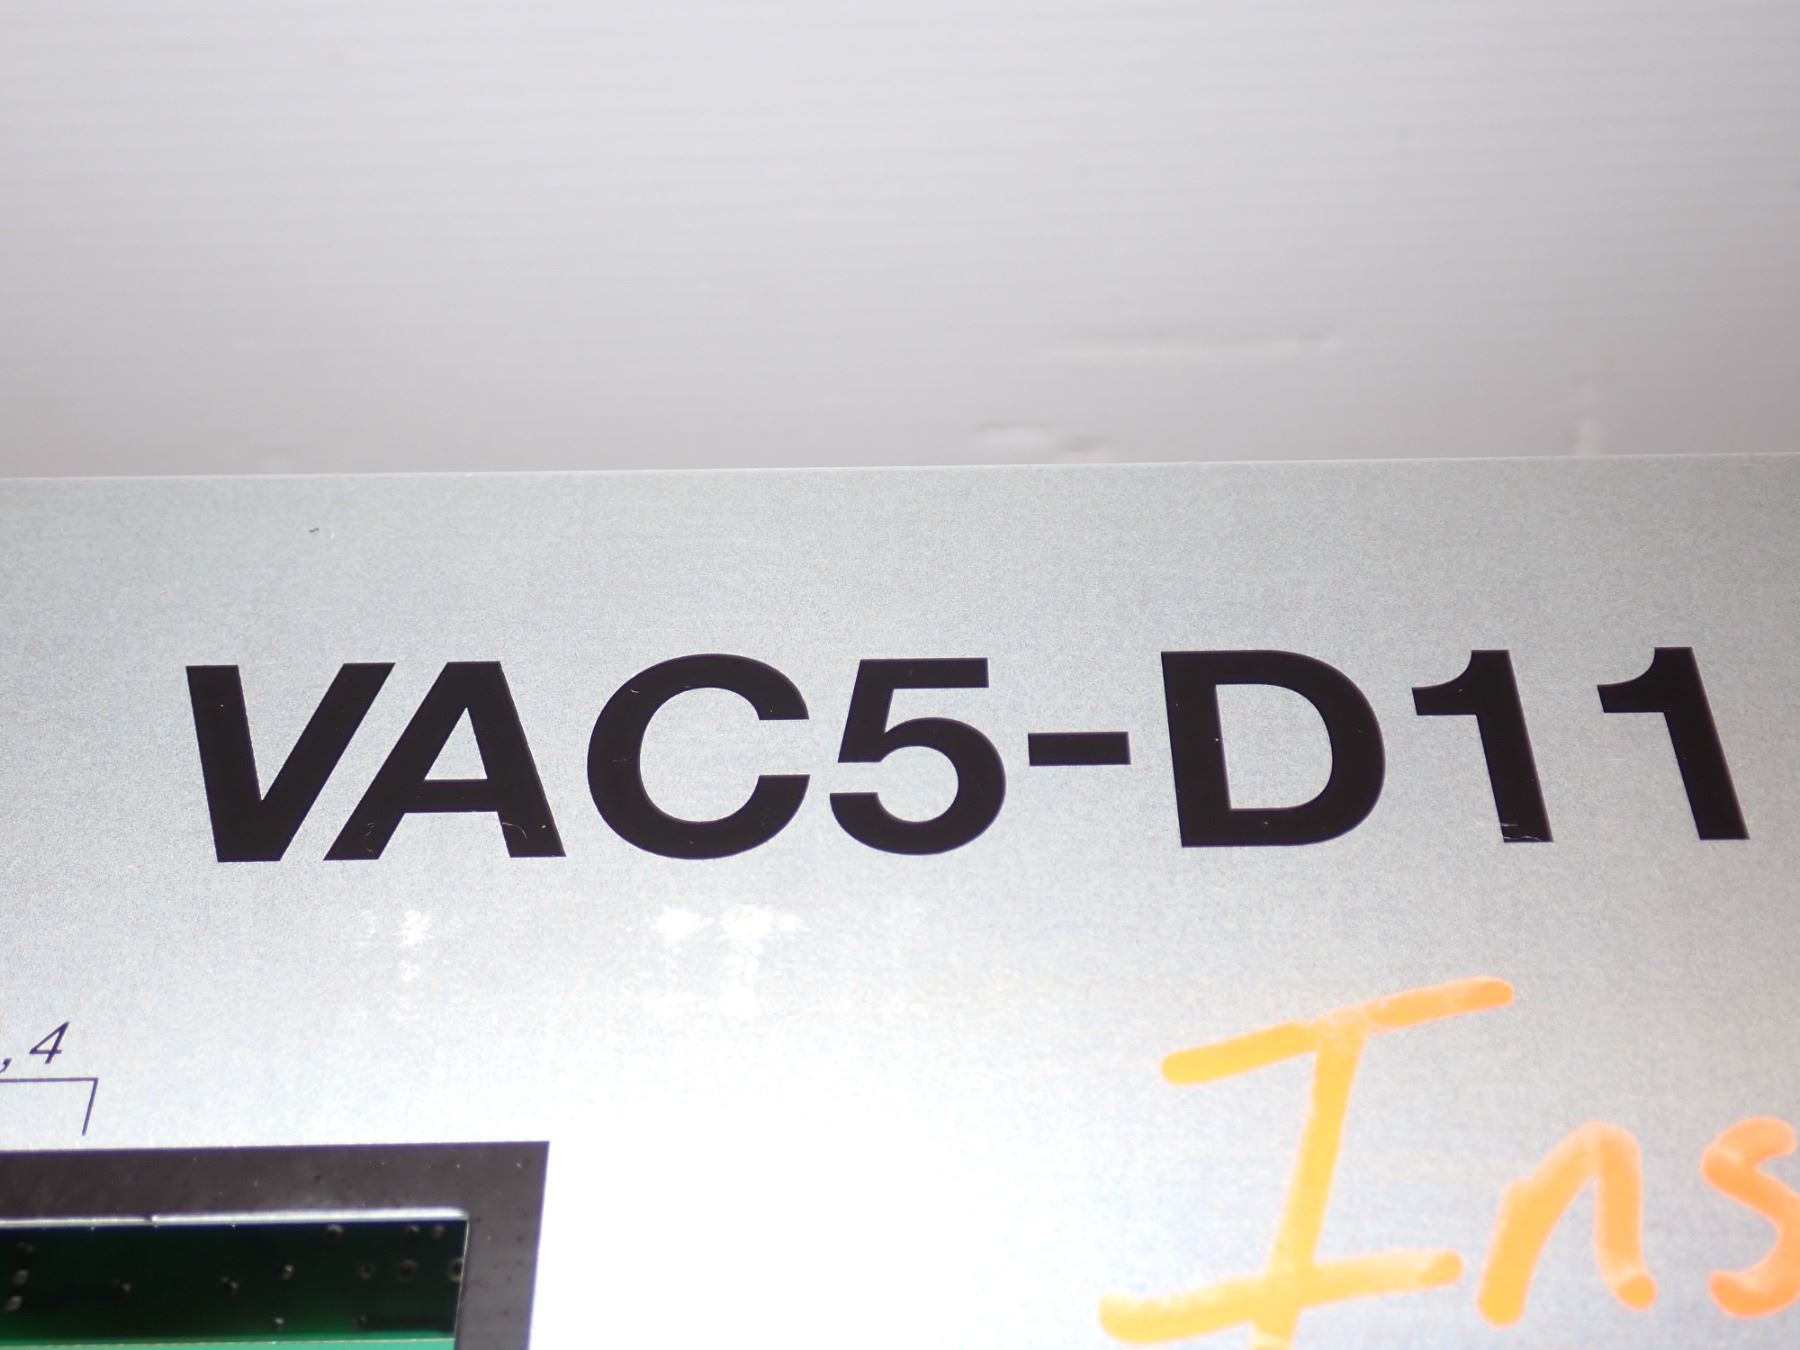 VAC5-D11
,4
Ins